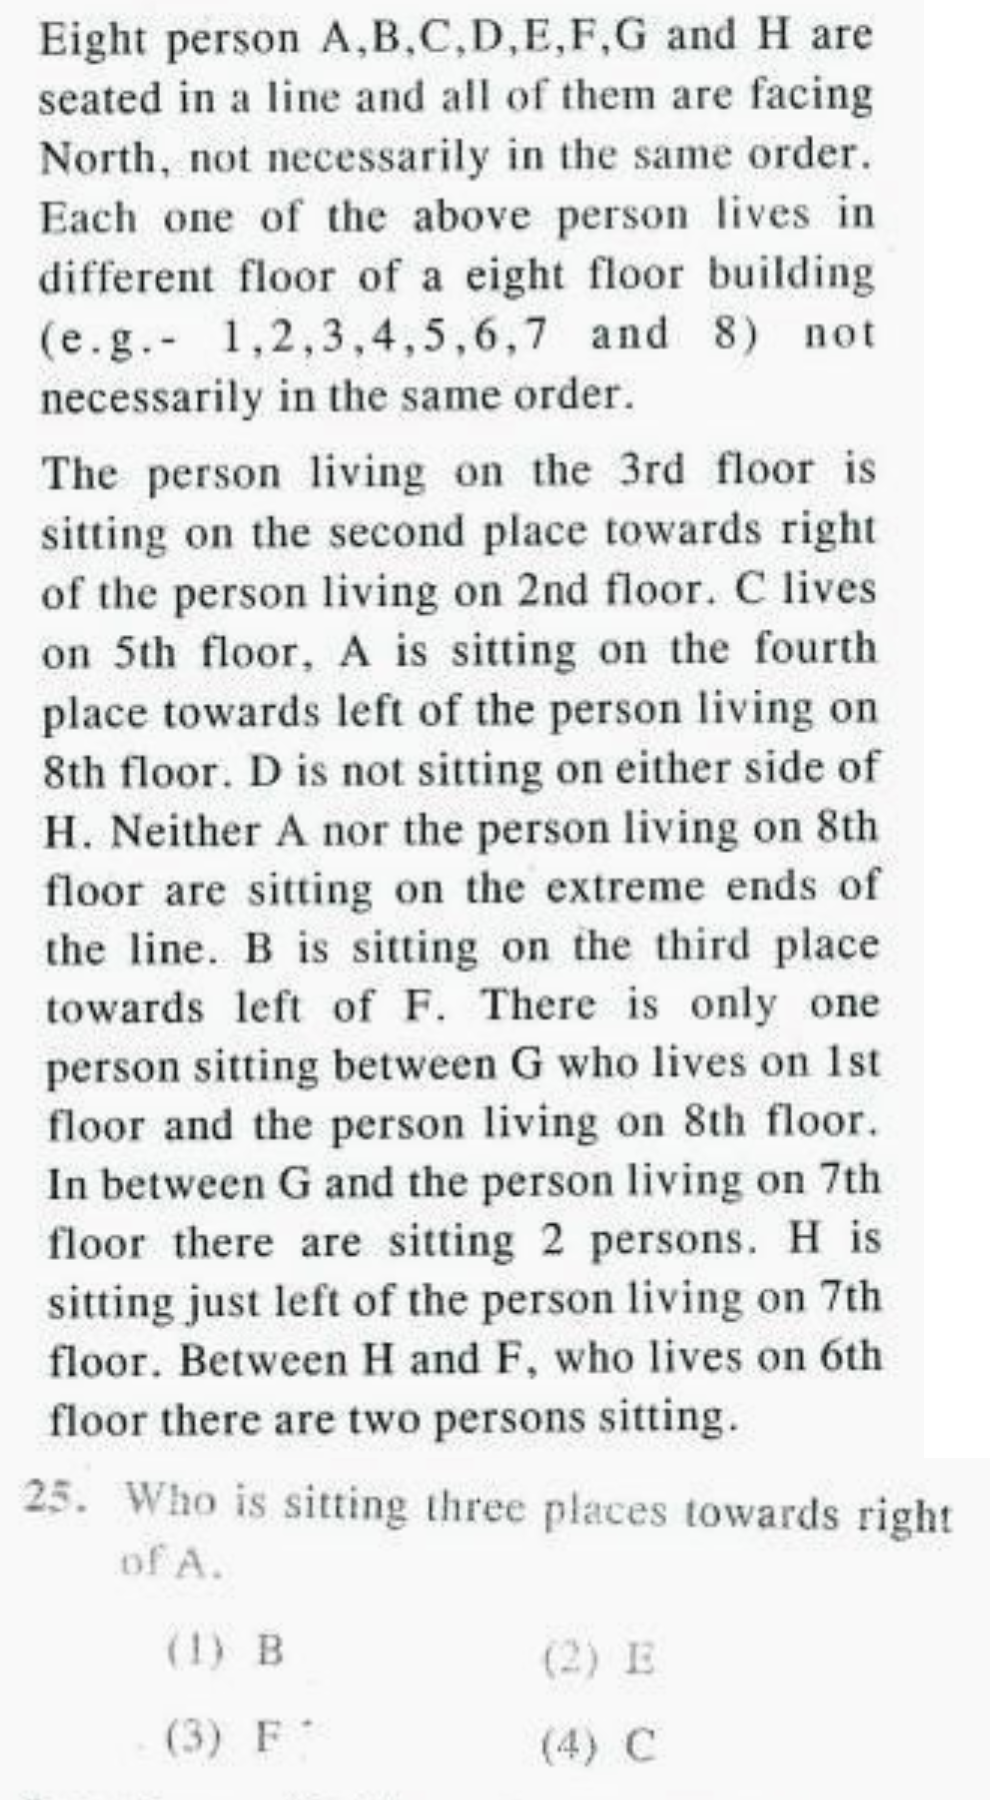 Eight person A,B,C,D,E,F,G and H are
seated in a line and all of them are facing
North, not necessarily in the same order.
Each one of the above person lives in
different floor of a eight floor building
(e.g.- 1,2,3,4,5,6,7 and 8) not
necessarily in the same order.
The person living on the 3rd floor is
sitting on the second place towards right
of the person living on 2nd floor. C lives
on 5th floor, A is sitting on the fourth
place towards left of the person living on
8th floor. D is not sitting on either side of
H. Neither A nor the person living on 8th
floor are sitting on the extreme ends of
the line. B is sitting on the third place
towards left of F. There is only one
person sitting between G who lives on 1st
floor and the person living on 8th floor.
In between G and the person living on 7th
floor there are sitting 2 persons. H is
sitting just left of the person living on 7th
floor. Between H and F, who lives on 6th
floor there are two persons sitting.
25. Who is sitting three places towards right
of A.
(1) B (2) E
(3) F (4) C